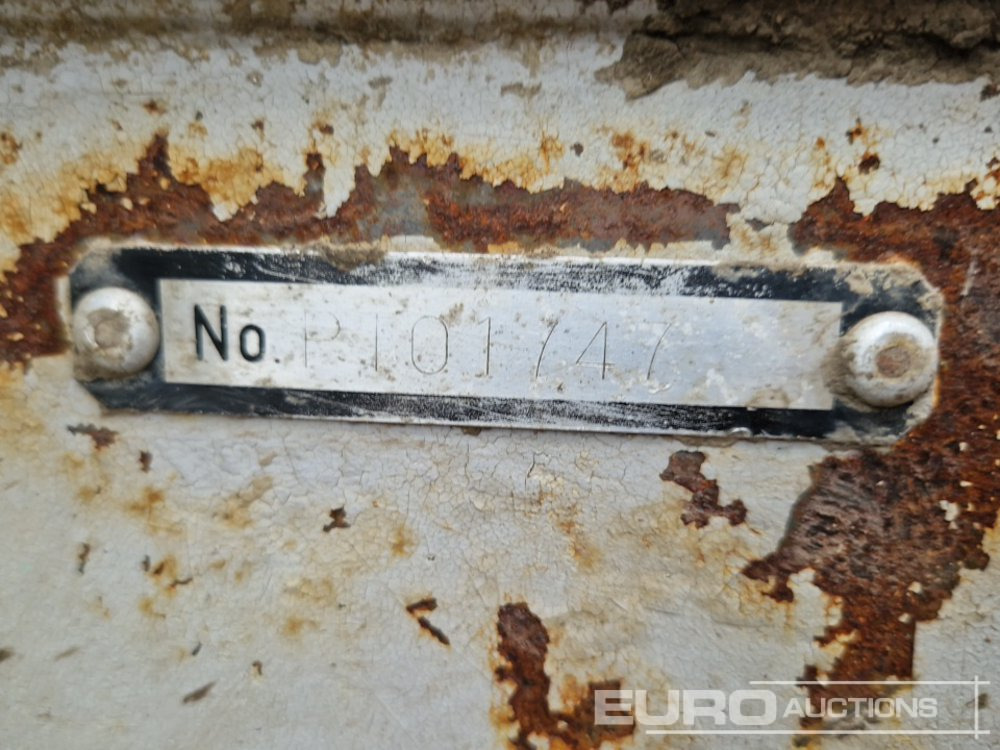 No. P101747
EURO AUCTIONS